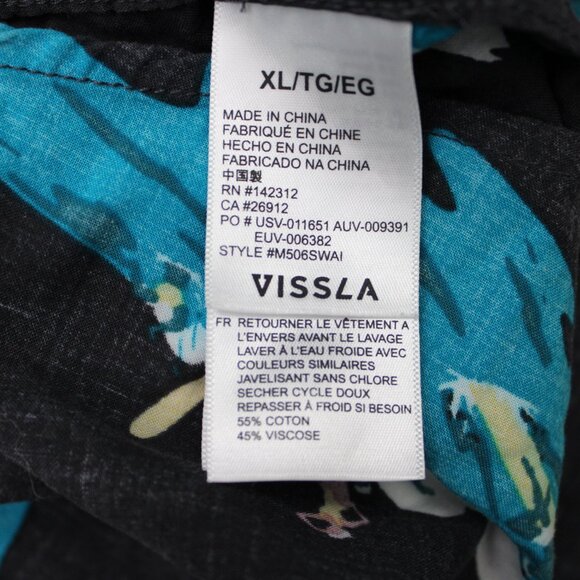 XL/TG/EG
MADE IN CHINA
FABRIQUÉ EN CHINE
HECHO EN CHINA
FABRICADO NA CHINA
中国製
RN #142312
CA #26912
PO # USV-011651 AUV-009391
EUV-006382
STYLE #M506SWAI
VISSLA
FR RETOURNER LE VÊTEMENT A
L'ENVERS AVANT LE LAVAGE
LAVER À L'EAU FROIDE AVEC
COULEURS SIMILAIRES
JAVELISANT SANS CHLORE
SECHER CYCLE DOUX
REPASSER À FROID SI BESOIN
55% COTON
45% VISCOSE